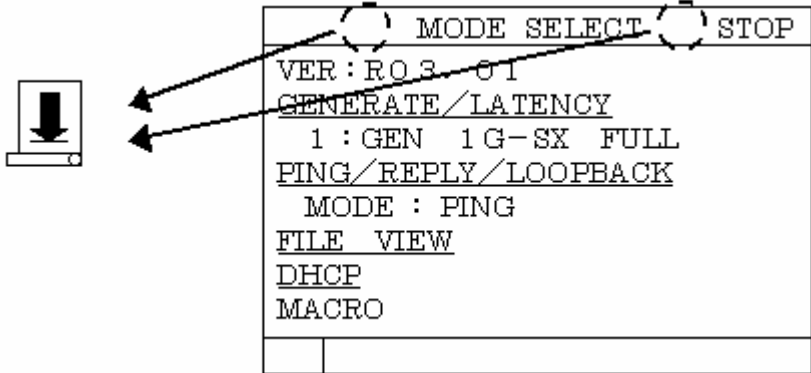 MODE SELECT STOP
VER:R03 01
GENERATE/LATENCY
1:GEN 1G-SX FULL
PING/REPLY/LOOPBACK
MODE : PING
FILE VIEW
DHCP
MACRO